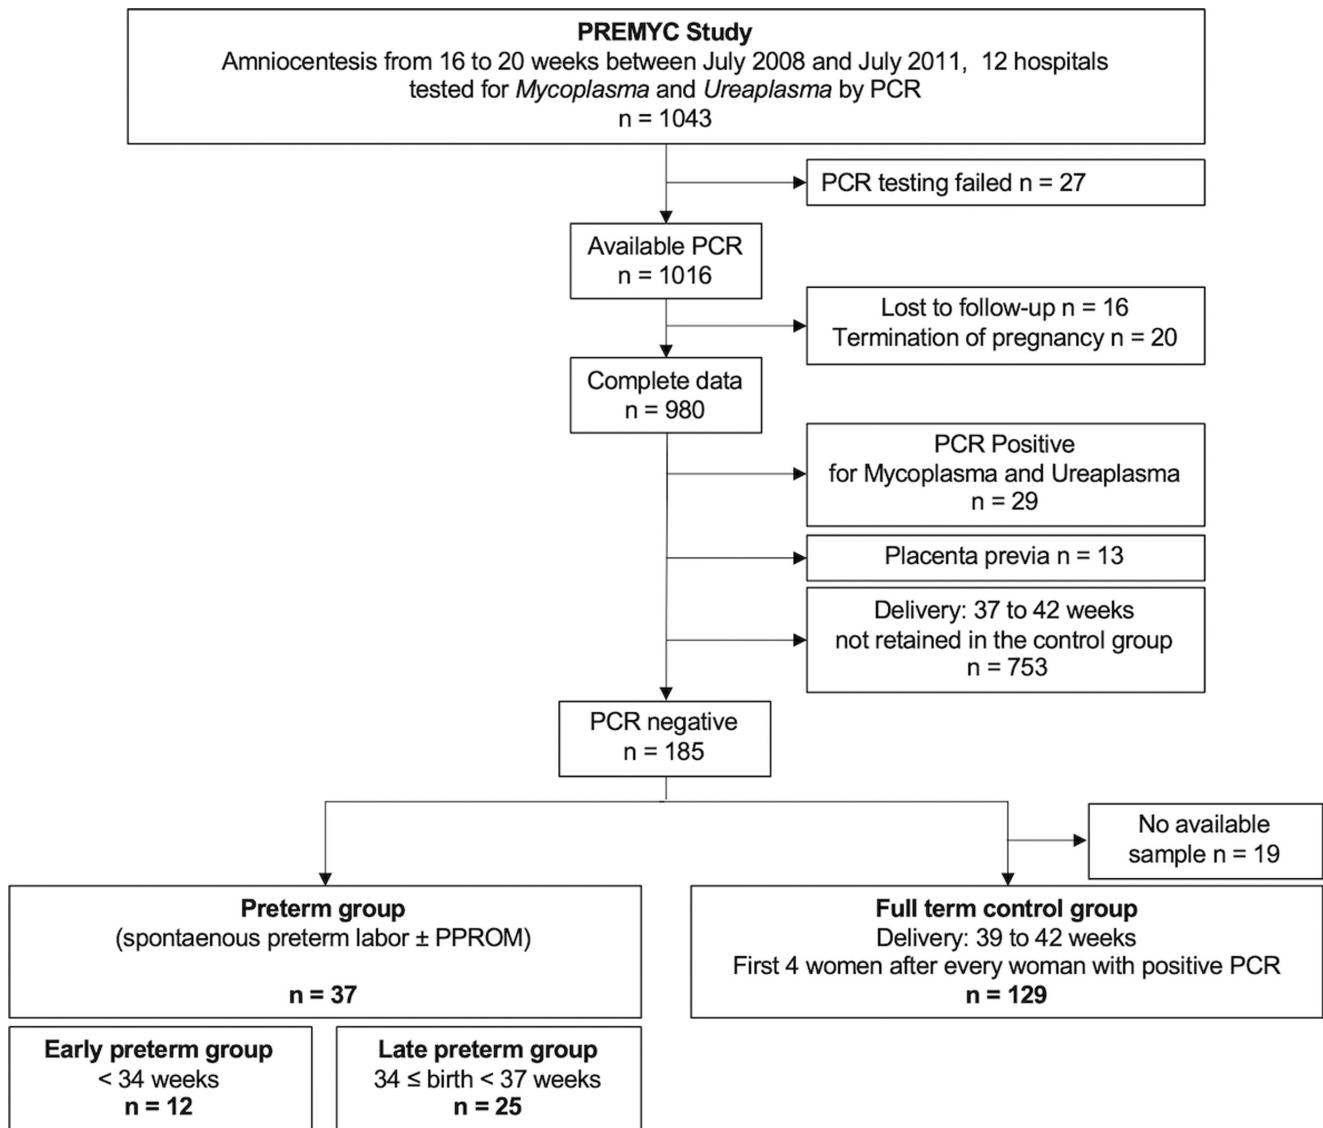 PREMYC Study
Amniocentesis from 16 to 20 weeks between July 2008 and July 2011, 12 hospitals
tested for Mycoplasma and Ureaplasma by PCR
n = 1043
PCR testing failed n = 27
Available PCR
n = 1016
Lost to follow-up n = 16
Termination of pregnancy n = 20
Complete data
n = 980
PCR Positive
for Mycoplasma and Ureaplasma
n = 29
Placenta previa n = 13
Delivery: 37 to 42 weeks
not retained in the control group
n = 753
PCR negative
n = 185
No available
sample n = 19
Preterm group
(spontaenous preterm labor ± PPROM)
n = 37
Full term control group
Delivery: 39 to 42 weeks
First 4 women after every woman with positive PCR
n = 129
Early preterm group
< 34 weeks
n = 12
Late preterm group
34 ≤ birth < 37 weeks
n = 25